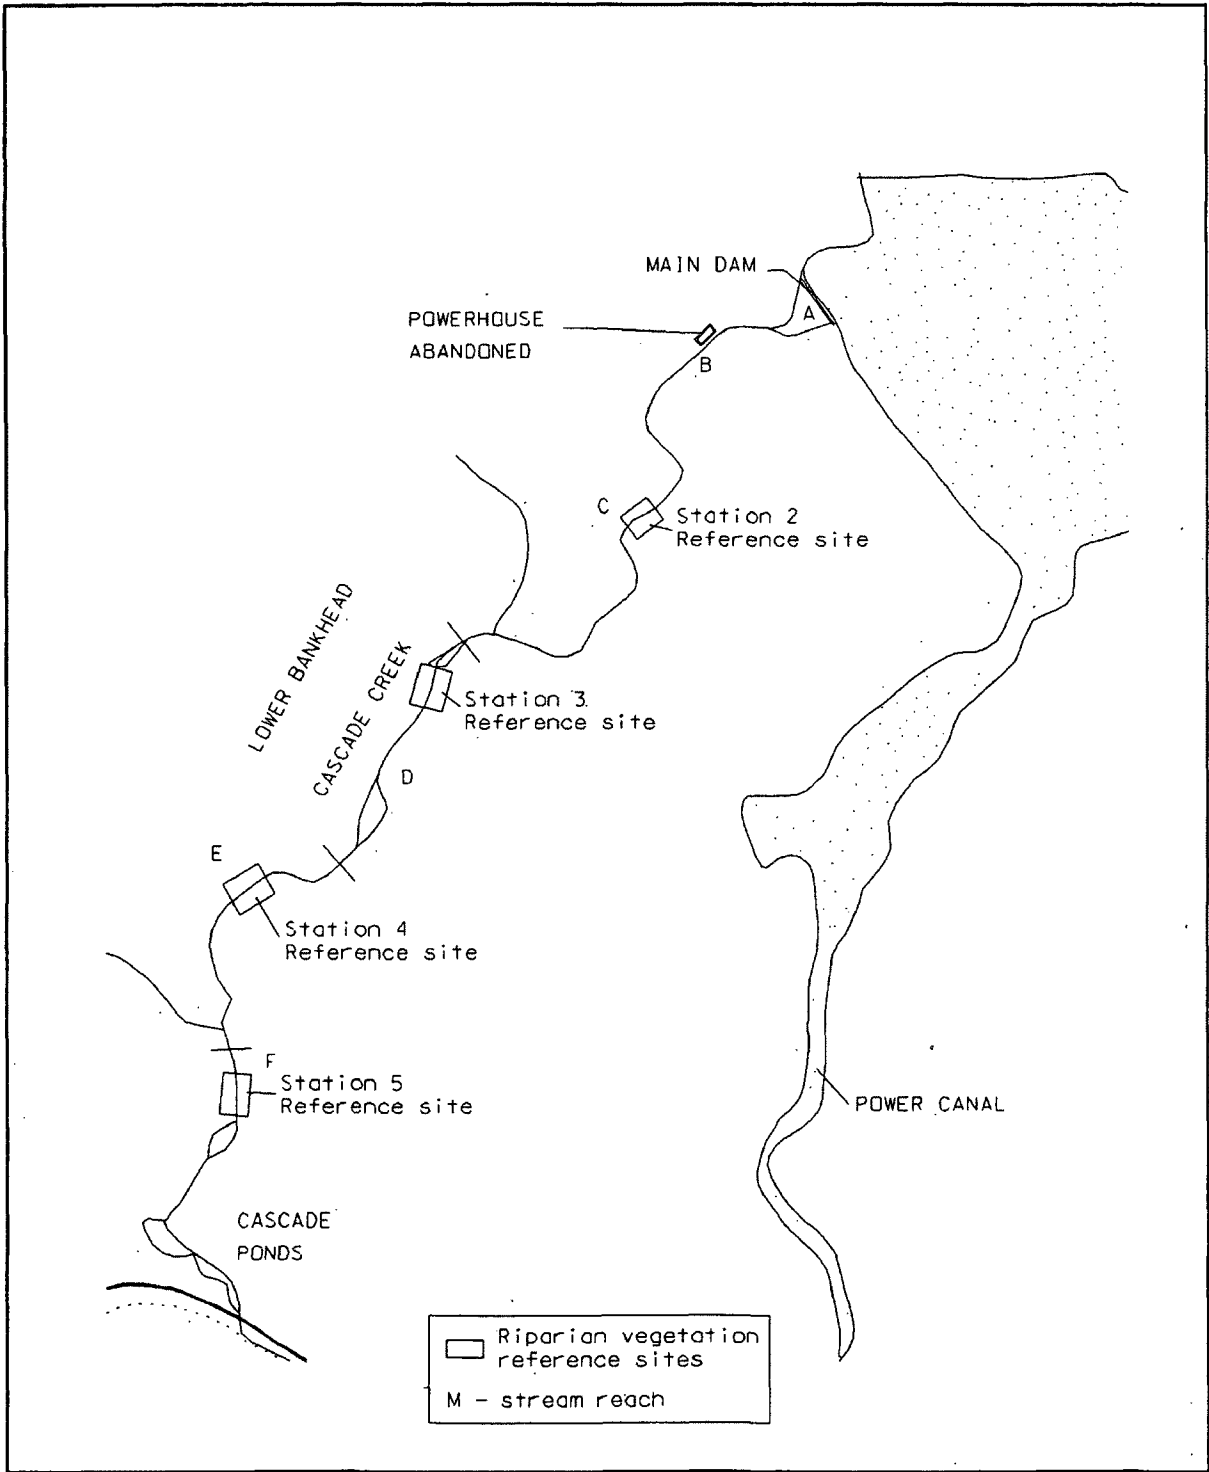 MAIN DAM
A
POWERHOUSE
ABANDONED
B
C
Station 2
Reference site
LOWER BANKHEAD
CASCADE CREEK
Station 3
Reference site
D
E
Station 4
Reference site
F
Station 5
Reference site
POWER CANAL
CASCADE
PONDS
Riparian vegetation
reference sites
M - stream reach